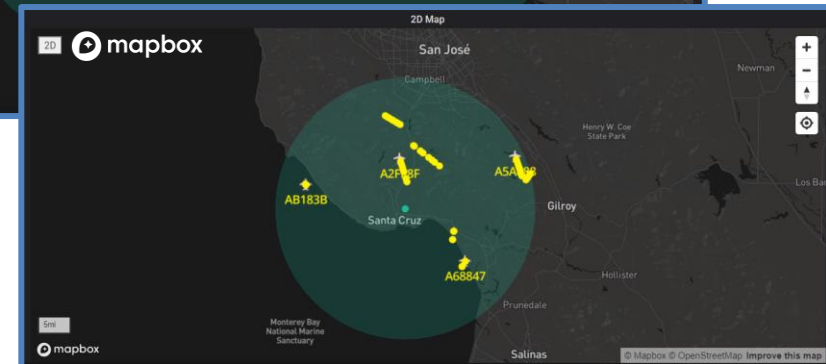 2D Map
2D
mapbox
San José
Campbell
Newman
Henry W. Coe
State Park
AB183B
Los Ba
Gilroy
Santa Cruz
A68847
Hollister
Prunedale
5mi
Monterey Bay
National Marine
Sanctuary
Salinas
mapbox
© Mapbox © OpenStreetMap Improve this map